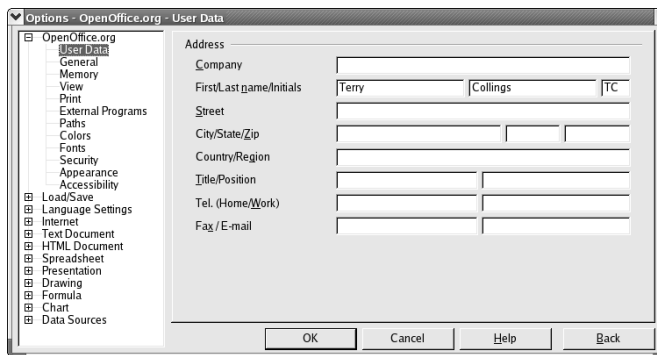 Options - OpenOffice.org - User Data
OpenOffice.org
User Data
General
Memory
View
Print
External Programs
Paths
Colors
Fonts
Security
Appearance
Accessibility
Load/Save
Language Settings
Internet
Text Document
HTML Document
Spreadsheet
Presentation
Drawing
Formula
Chart
Data Sources
Address
Company
First/Last name/Initials Terry Collings TC
Street
City/State/Zip
Country/Region
Title/Position
Tel. (Home/Work)
Fax / E-mail
OK Cancel Help Back